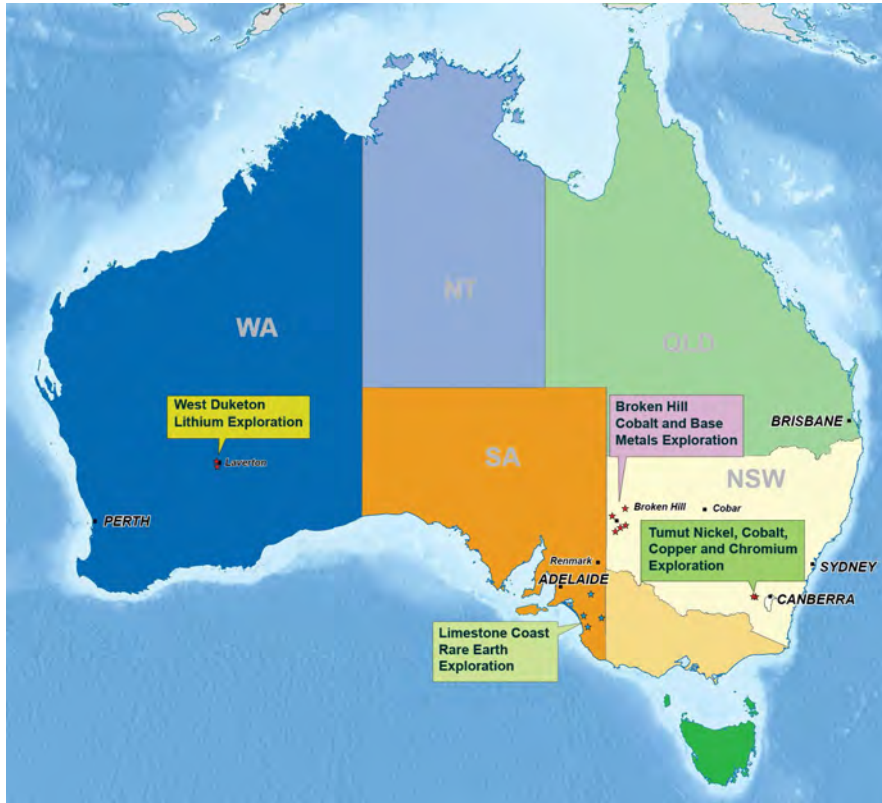 NT
WA
QLD
West Duketon
Lithium Exploration
Broken Hill
Cobalt and Base
Metals Exploration
BRISBANE
Laverton
SA
NSW
Broken Hill
Cobar
PERTH
Tumut Nickel, Cobalt,
Copper and Chromium
Exploration
Renmark
ADELAIDE
SYDNEY
CANBERRA
Limestone Coast
Rare Earth
Exploration